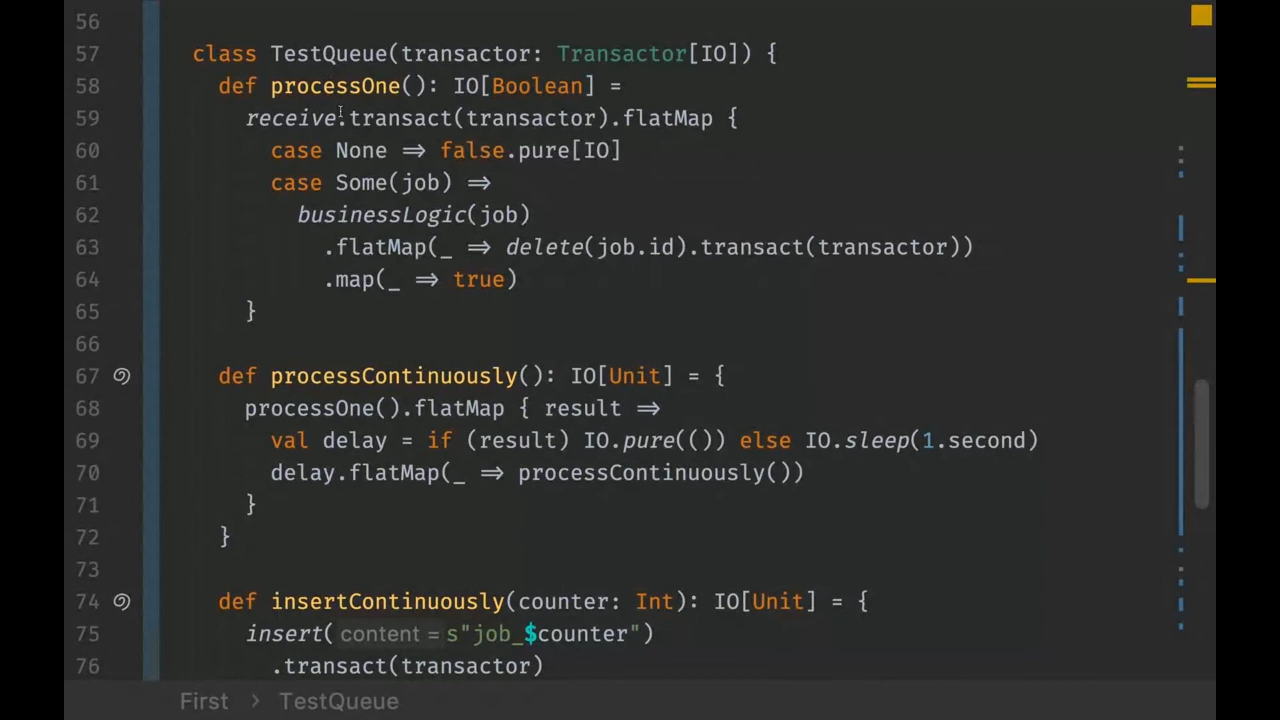 56
57 class TestQueue(transactor: Transactor[IO]) {
58 def processOne(): IO[Boolean] =
59 receive.transact(transactor).flatMap {
60 case None ⇒ false.pure[IO]
61 case Some(job) ⇒
62 businessLogic(job)
63 .flatMap(_ ⇒ delete(job.id).transact(transactor))
64 .map(_ ⇒ true)
65 }
66
67 def processContinuously(): IO[Unit] = {
68 processOne().flatMap { result ⇒
69 val delay = if (result) IO.pure(()) else IO.sleep(1.second)
70 delay.flatMap(_ ⇒ processContinuously())
71 }
72 }
73
74 def insertContinuously(counter: Int): IO[Unit] = {
75 insert( content = s"job_$counter")
76 .transact(transactor)
First > TestQueue